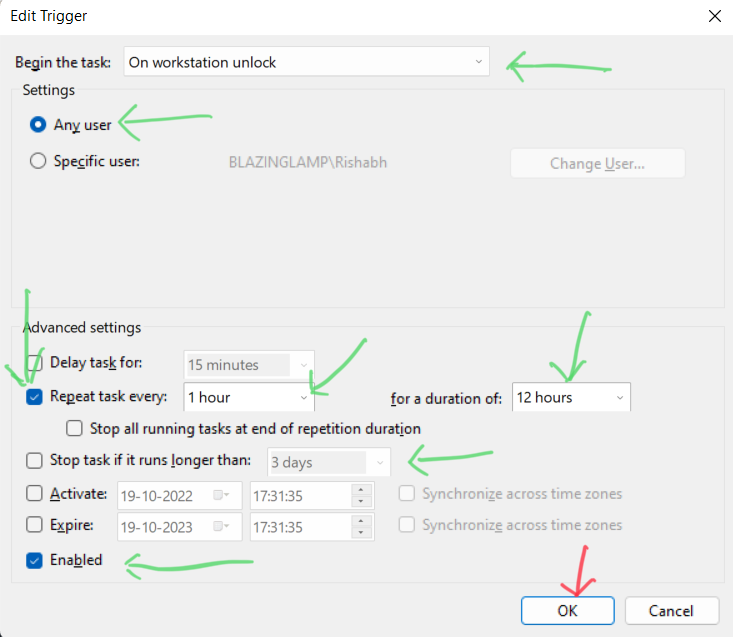 Edit Trigger
Begin the task: On workstation unlock
Settings
Any user
Specific user: BLAZINGLAMP\Rishabh Change User...
Advanced settings
Delay task for: 15 minutes
Repeat task every: 1 hour for a duration of: 12 hours
Stop all running tasks at end of repetition duration
Stop task if it runs longer than: 3 days
Activate: 19-10-2022 17:31:35 Synchronize across time zones
Expire: 19-10-2023 17:31:35 Synchronize across time zones
Enabled
OK Cancel